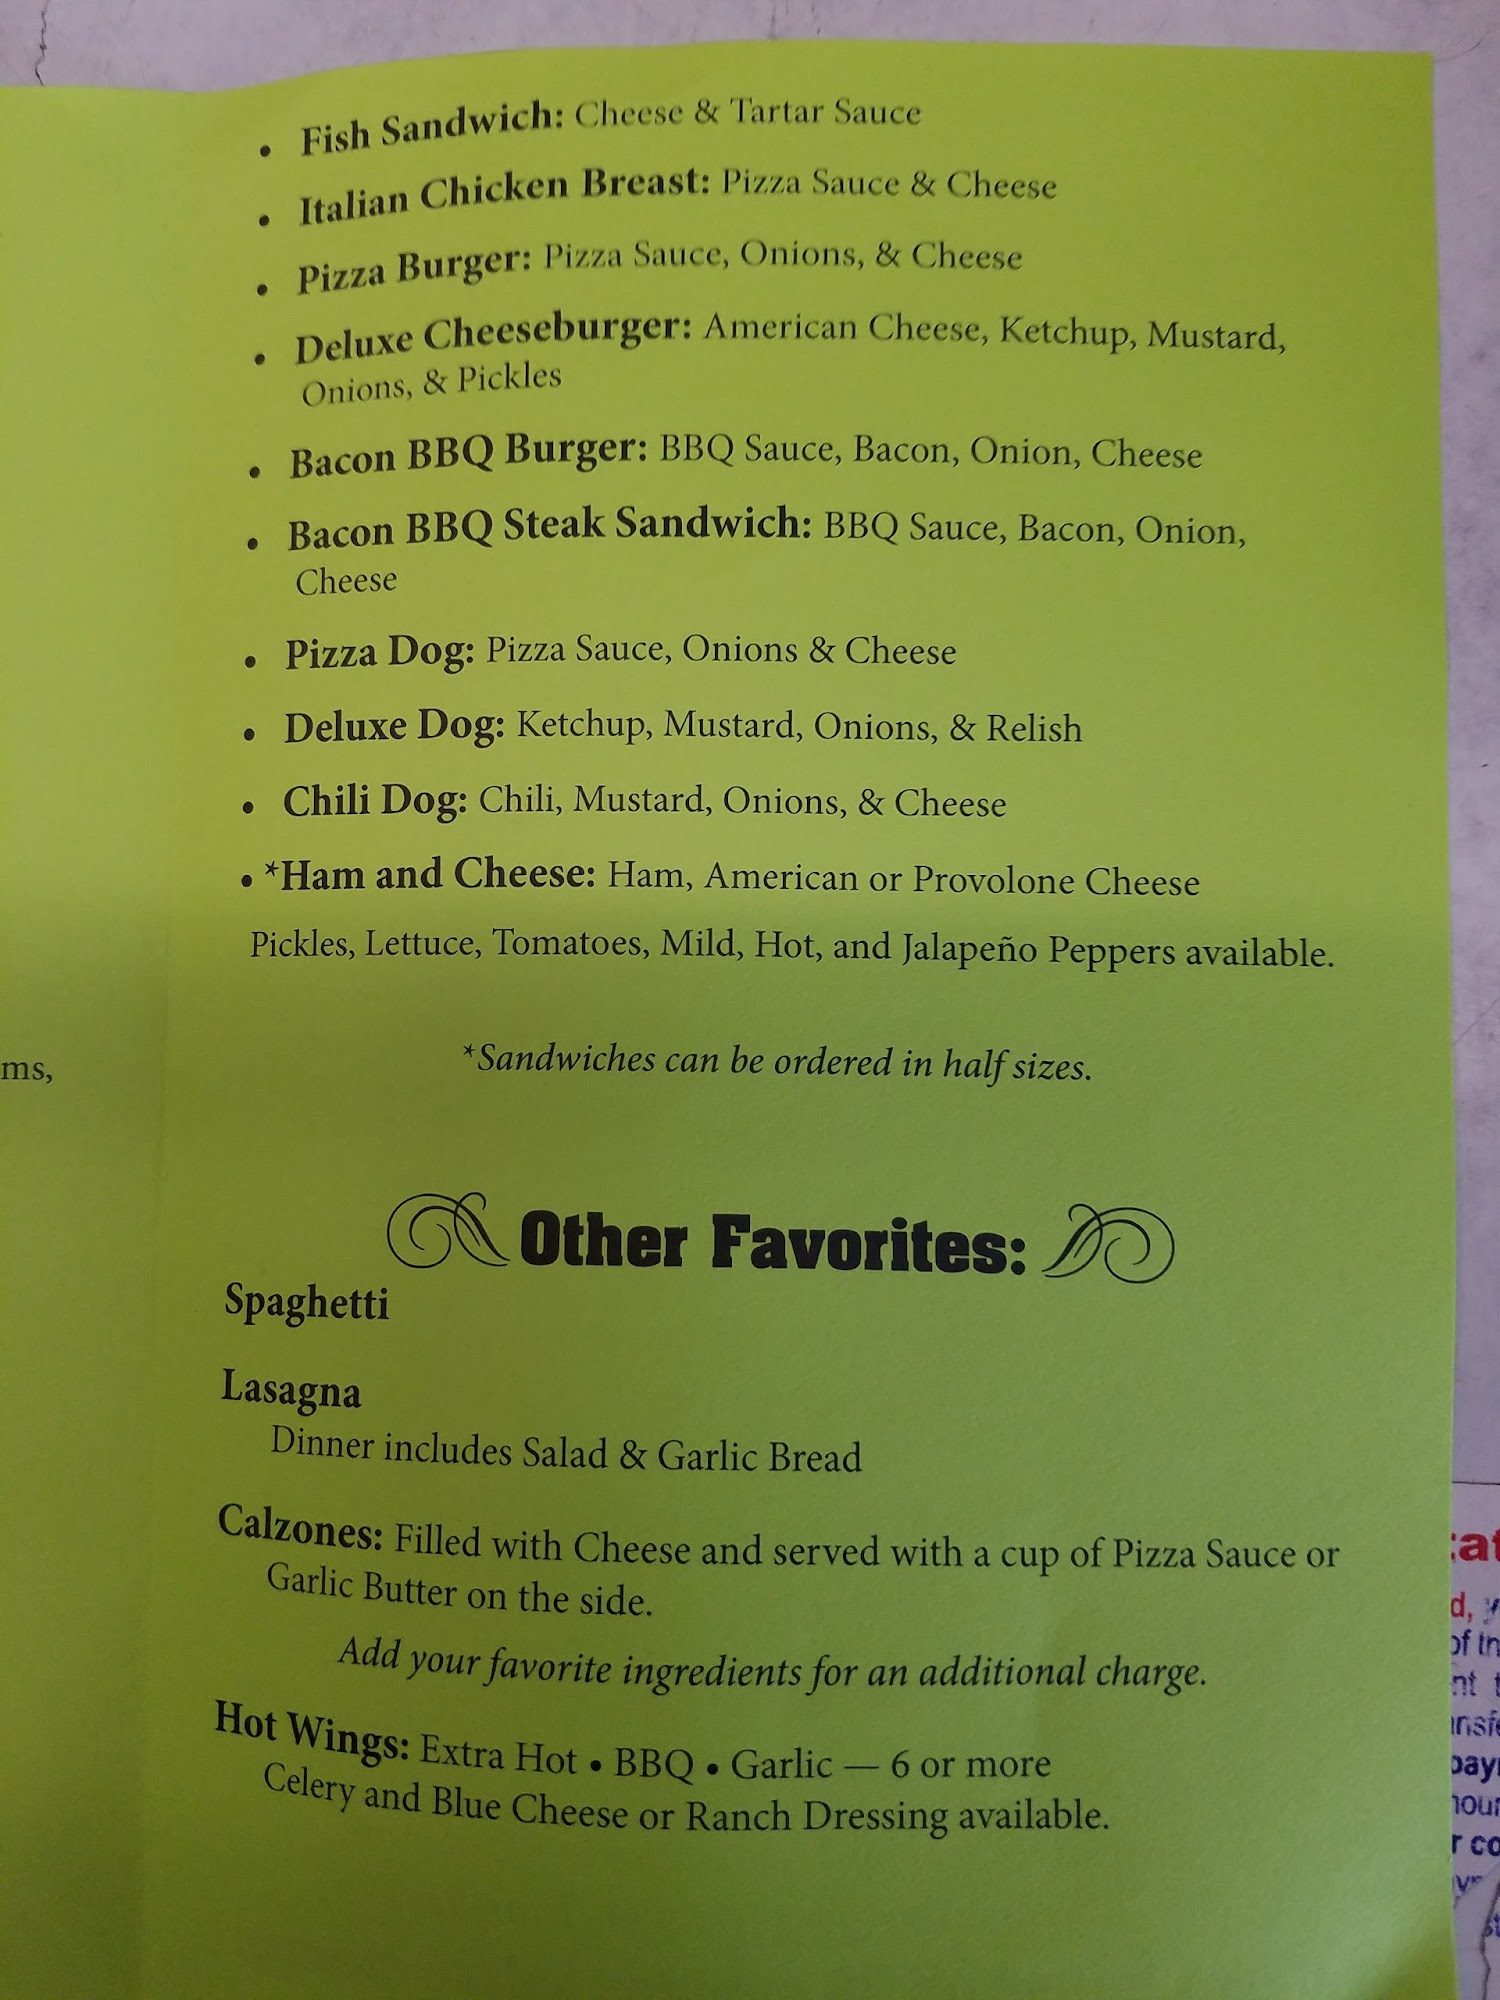 • Fish Sandwich: Cheese & Tartar Sauce
• Italian Chicken Breast: Pizza Sauce & Cheese
• Pizza Burger: Pizza Sauce, Onions, & Cheese
• Deluxe Cheeseburger: American Cheese, Ketchup, Mustard,
Onions, & Pickles
• Bacon BBQ Burger: BBQ Sauce, Bacon, Onion, Cheese
• Bacon BBQ Steak Sandwich: BBQ Sauce, Bacon, Onion,
Cheese
• Pizza Dog: Pizza Sauce, Onions & Cheese
• Deluxe Dog: Ketchup, Mustard, Onions, & Relish
• Chili Dog: Chili, Mustard, Onions, & Cheese
• *Ham and Cheese: Ham, American or Provolone Cheese
Pickles, Lettuce, Tomatoes, Mild, Hot, and Jalapeño Peppers available.
*Sandwiches can be ordered in half sizes.
ms,
Other Favorites:
Spaghetti
Lasagna
Dinner includes Salad & Garlic Bread
Calzones: Filled with Cheese and served with a cup of Pizza Sauce or
Garlic Butter on the side.
Add your favorite ingredients for an additional charge.
Hot Wings: Extra Hot • BBQ • Garlic — 6 or more
Celery and Blue Cheese or Ranch Dressing available.